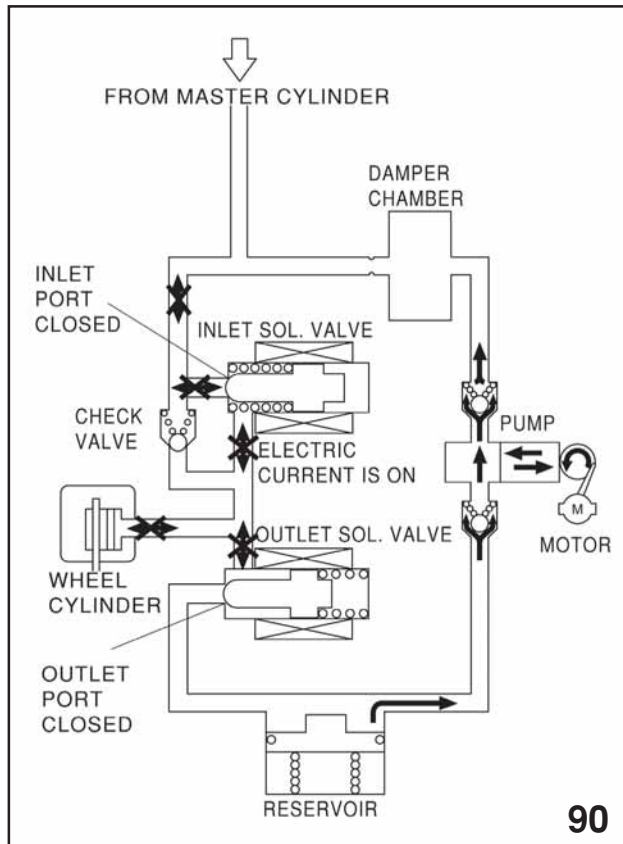 FROM MASTER CYLINDER
DAMPER
CHAMBER
INLET
PORT
CLOSED
INLET SOL. VALVE
CHECK
VALVE
PUMP
ELECTRIC
CURRENT IS ON
OUTLET SOL. VALVE
M
MOTOR
WHEEL
CYLINDER
OUTLET
PORT
CLOSED
RESERVOIR
90